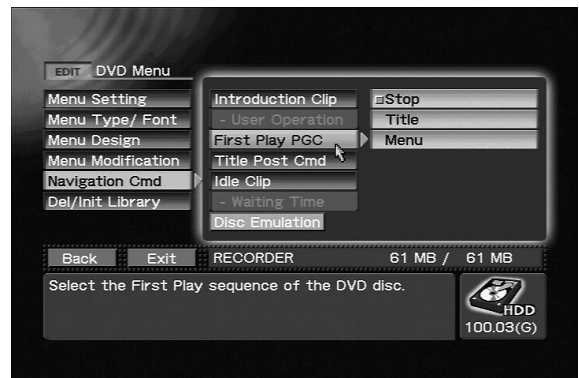 EDIT DVD Menu
Menu Setting
Menu Type/ Font
Menu Design
Menu Modification
Navigation Cmd
Del/Init Library
Introduction Clip
- User Operation
First Play PGC
Title Post Cmd
Idle Clip
- Waiting Time
Disc Emulation
Stop
Title
Menu
Back Exit RECORDER 61 MB / 61 MB
Select the First Play sequence of the DVD disc.
HDD
100.03(G)